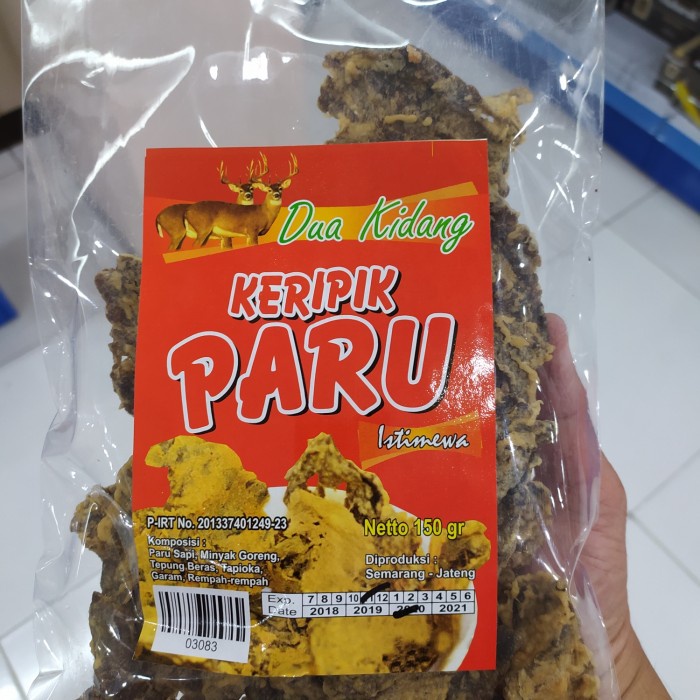 Dua Kidang
KERIPIK
PARU
Istimewa
P-IRT No. 201337401249-23
Netto 150 gr
Komposisi :
Paru Sapi, Minyak Goreng,
Tepung Beras, Tapioka,
Garam, Rempah-rempah
Diproduksi :
Semarang - Jateng
Exp. 7 8 9 10 11 12 1 2 3 4 5 6
Date 2018 2019 2020 2021
03083